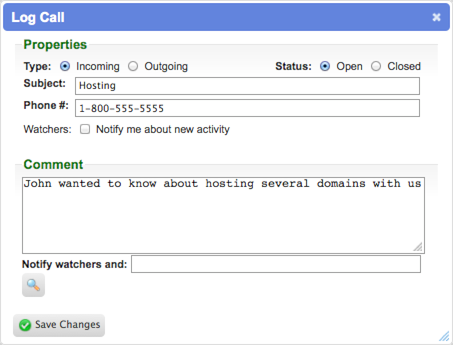 Log Call
Properties
Type: Incoming Outgoing Status: Open Closed
Subject: Hosting
Phone #: 1-800-555-5555
Watchers: Notify me about new activity
Comment
John wanted to know about hosting several domains with us
Notify watchers and:
Save Changes